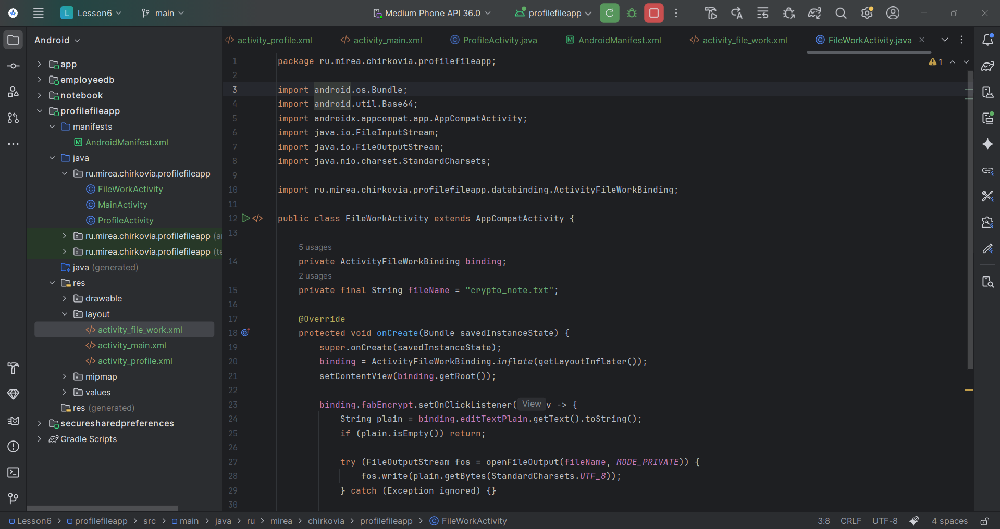 L Lesson6 main Medium Phone API 36.0 profilefileapp
Android
activity_profile.xml activity_main.xml ProfileActivity.java AndroidManifest.xml activity_file_work.xml FileWorkActivity.java
app
employeedb
notebook
profilefileapp
manifests
AndroidManifest.xml
java
ru.mirea.chirkovia.profilefileapp
FileWorkActivity
MainActivity
ProfileActivity
ru.mirea.chirkovia.profilefileapp
ru.mirea.chirkovia.profilefileapp
java (generated)
res
drawable
layout
activity_file_work.xml
activity_main.xml
activity_profile.xml
mipmap
values
res (generated)
securesharedpreferences
Gradle Scripts
1
1 package ru.mirea.chirkovia.profilefileapp;
2
3 import android.os.Bundle;
4 import android.util.Base64;
5 import androidx.appcompat.app.AppCompatActivity;
6 import java.io.FileInputStream;
7 import java.io.FileOutputStream;
8 import java.nio.charset.StandardCharsets;
9
10 import ru.mirea.chirkovia.profilefileapp.databinding.ActivityFileWorkBinding;
11
12 public class FileWorkActivity extends AppCompatActivity {
13
5 usages
14 private ActivityFileWorkBinding binding;
2 usages
15 private final String fileName = "crypto_note.txt";
16
17 @Override
18 protected void onCreate(Bundle savedInstanceState) {
19 super.onCreate(savedInstanceState);
20 binding = ActivityFileWorkBinding.inflate(getLayoutInflater());
21 setContentView(binding.getRoot());
22
23 binding.fabEncrypt.setOnClickListener( View v -> {
24 String plain = binding.editTextPlain.getText().toString();
25 if (plain.isEmpty()) return;
26
27 try (FileOutputStream fos = openFileOutput(fileName, MODE_PRIVATE)) {
28 fos.write(plain.getBytes(StandardCharsets.UTF_8));
29 } catch (Exception ignored) {}
30
Lesson6 > profilefileapp > src > main > java > ru > mirea > chirkovia > profilefileapp > FileWorkActivity 3:8 CRLF UTF-8 4 spaces